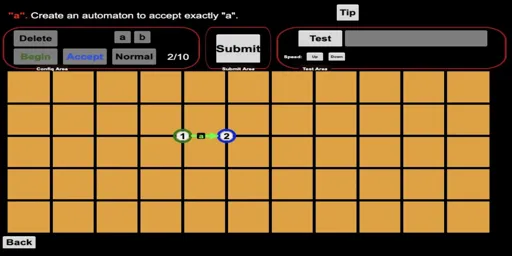 "a". Create an automaton to accept exactly "a".
Tip
Delete
a b
Begin Accept Normal 2/10
Submit
Test
Speed: Up Down
Config Area
Submit Area
Test Area
1 a 2
Back